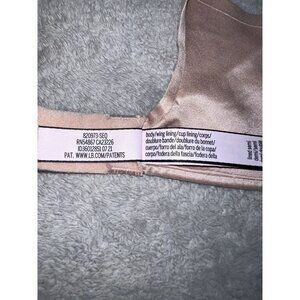 820973 SEQ
RN54867 CA23226
PAT. WWW.LB.COM/PATENTS
body/wing lining/cup lining/corps/
doublure bande/doublure du bonnet/
cuerpo/forro del ala/forro de la copa/
corpo/fodera della fascia/fodera della